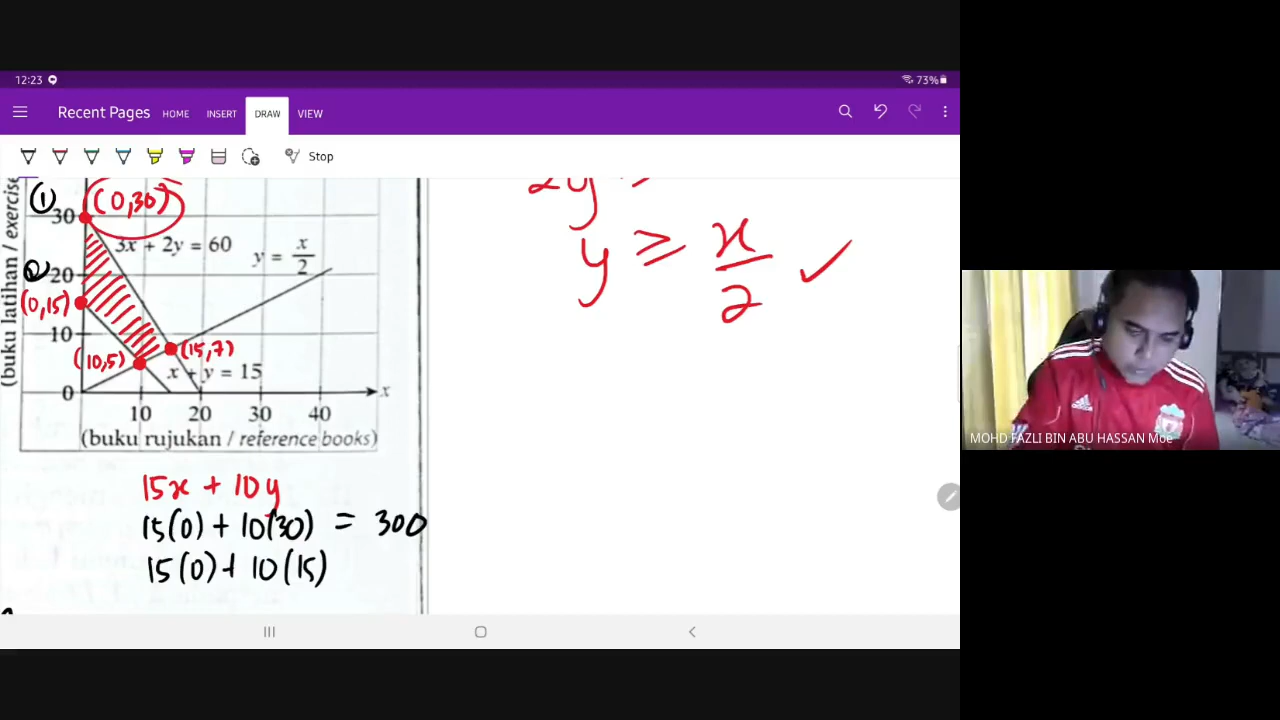 12:23 73%
Recent Pages HOME INSERT DRAW VIEW
Stop
(buku latihan / exercise
① (0,30)
30
3x + 2y = 60
y = x/2
② 20
(0,15)
10
(10,5) (15,7)
x + y = 15
0 x
10 20 30 40
(buku rujukan / reference books)
15x + 10y
15(0) + 10(30) = 300
15(0) + 10(15)
2y ≥
y ≥ x/2 ✓
adidas
MOHD FAZLI BIN ABU HASSAN Moe